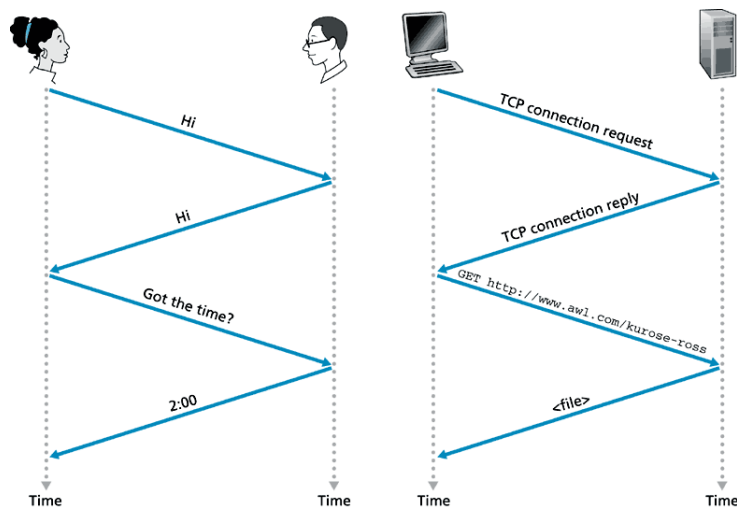 Hi
Hi
Got the time?
2:00
Time
Time
TCP connection request
TCP connection reply
GET http://www.awl.com/kurose-ross
<file>
Time
Time